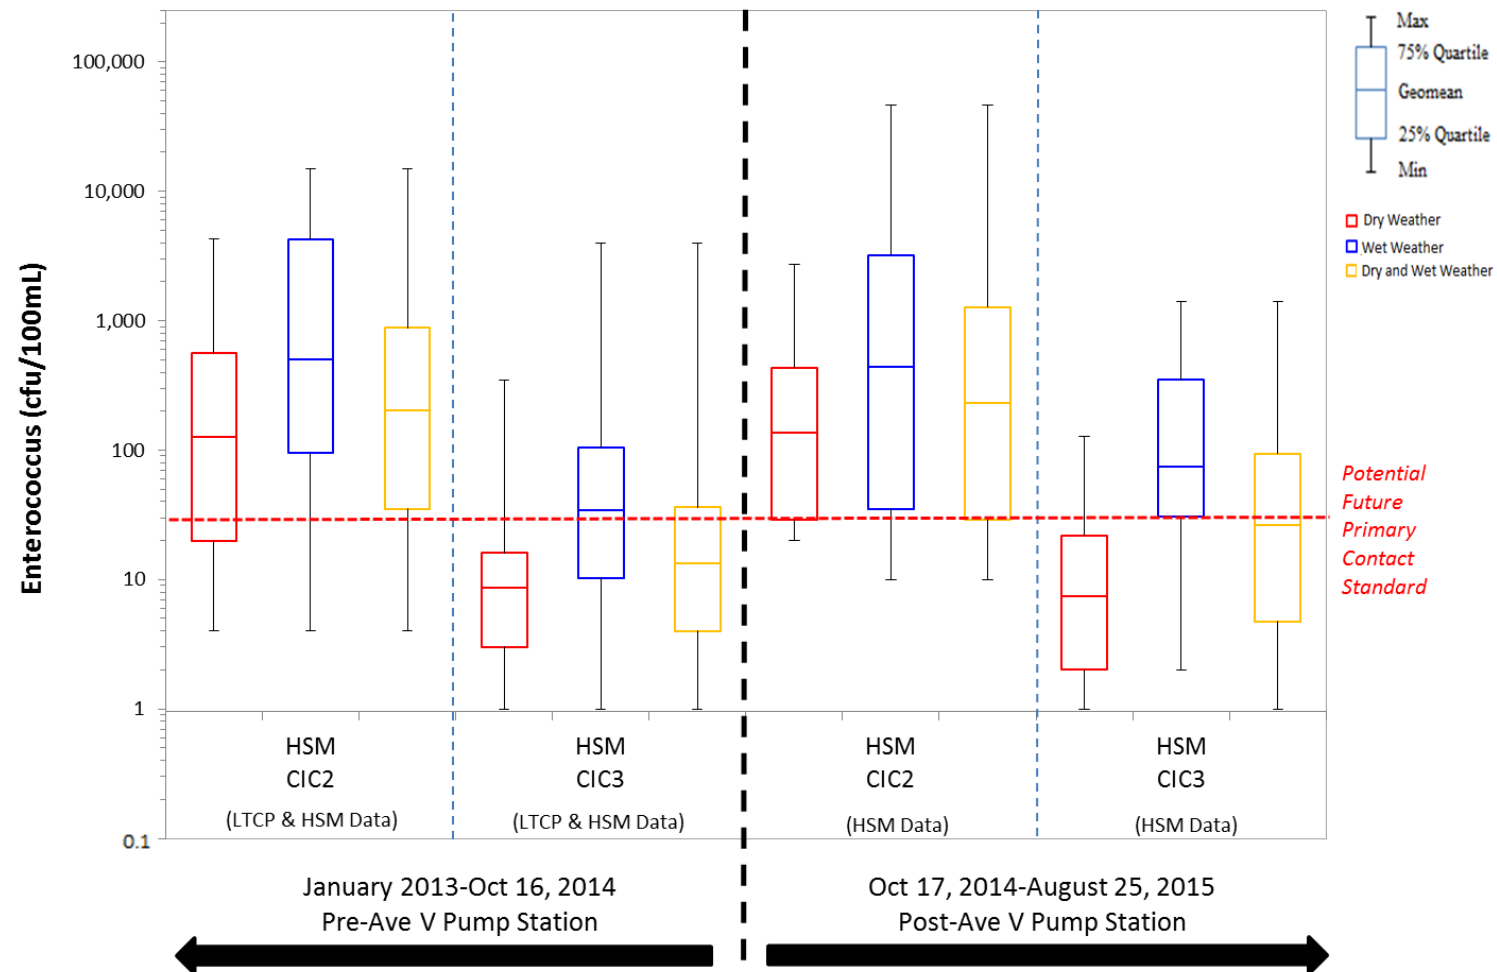 Enterococcus (cfu/100mL)
100,000
10,000
1,000
100
10
1
0.1
Max
75% Quartile
Geomean
25% Quartile
Min
Dry Weather
Wet Weather
Dry and Wet Weather
Potential
Future
Primary
Contact
Standard
HSM
CIC2
(LTCP & HSM Data)
HSM
CIC3
(LTCP & HSM Data)
HSM
CIC2
(HSM Data)
HSM
CIC3
(HSM Data)
January 2013-Oct 16, 2014
Pre-Ave V Pump Station
Oct 17, 2014-August 25, 2015
Post-Ave V Pump Station